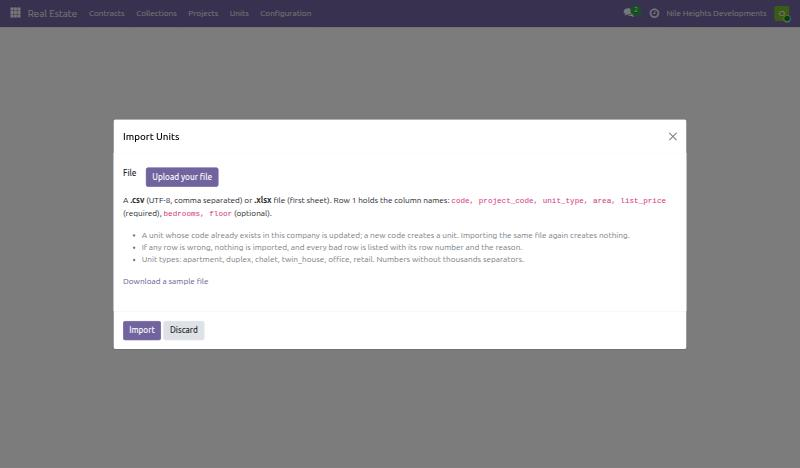 Real Estate Contracts Collections Projects Units Configuration 2 Nile Heights Developments
Import Units
File Upload your file
A .csv (UTF-8, comma separated) or .xlsx file (first sheet). Row 1 holds the column names: code, project_code, unit_type, area, list_price
(required), bedrooms, floor (optional).
• A unit whose code already exists in this company is updated; a new code creates a unit. Importing the same file again creates nothing.
• If any row is wrong, nothing is imported, and every bad row is listed with its row number and the reason.
• Unit types: apartment, duplex, chalet, twin_house, office, retail. Numbers without thousands separators.
Download a sample file
Import Discard